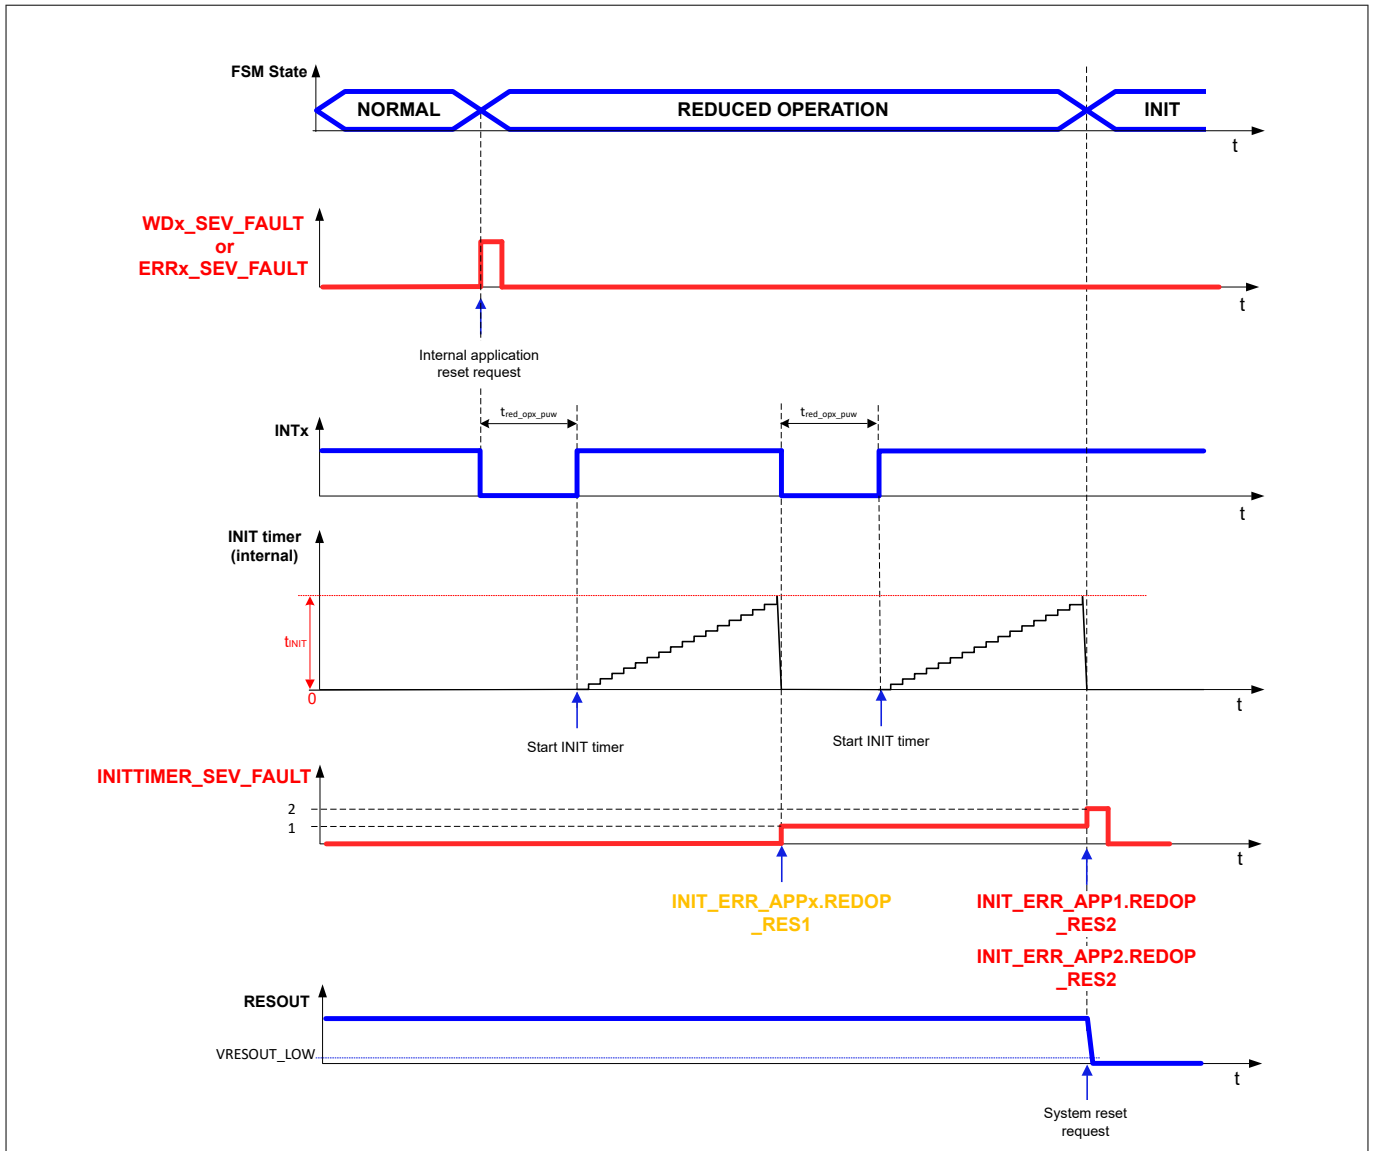 FSM State
NORMAL
REDUCED OPERATION
INIT
t
WDx_SEV_FAULT
or
ERRx_SEV_FAULT
t
Internal application
reset request
tred_opx_puw
tred_opx_puw
INTx
t
INIT timer
(internal)
tINIT
0
t
Start INIT timer
Start INIT timer
INITTIMER_SEV_FAULT
2
1
t
INIT_ERR_APPx.REDOP
_RES1
INIT_ERR_APP1.REDOP
_RES2
INIT_ERR_APP2.REDOP
_RES2
RESOUT
VRESOUT_LOW
t
System reset
request